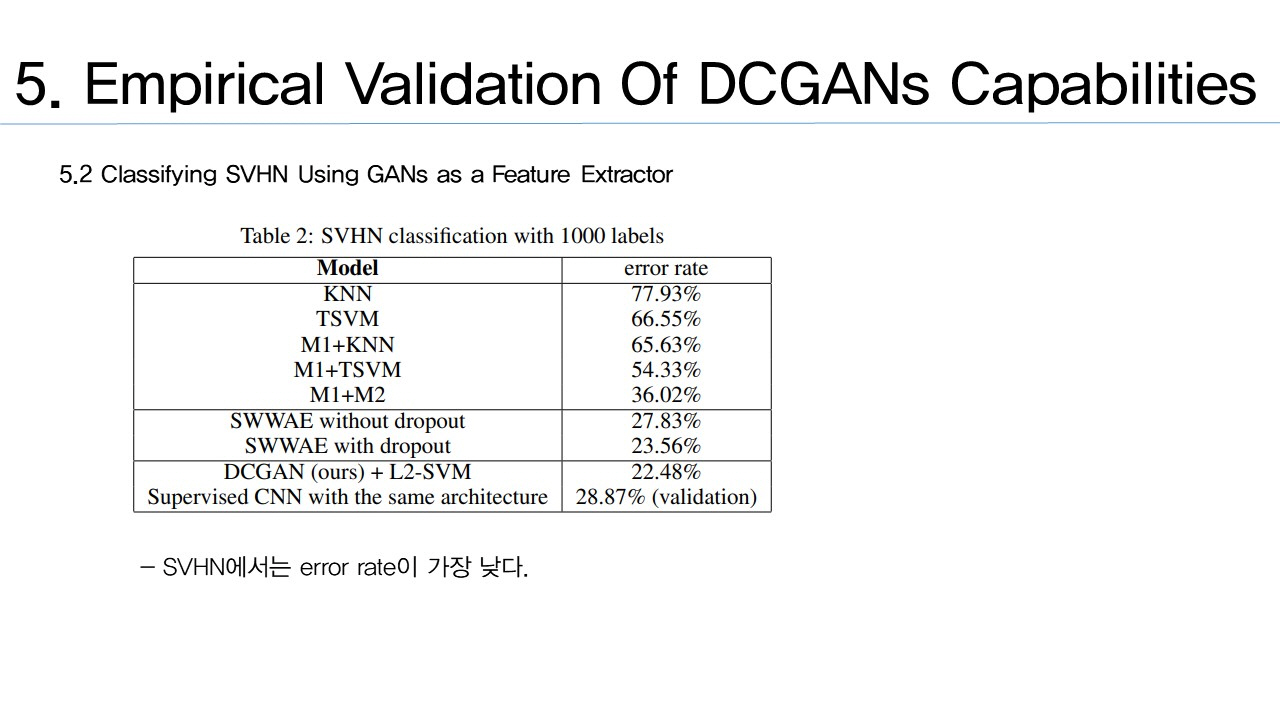 5. Empirical Validation Of DCGANs Capabilities
5.2 Classifying SVHN Using GANs as a Feature Extractor
Table 2: SVHN classification with 1000 labels
Model error rate
KNN 77.93%
TSVM 66.55%
M1+KNN 65.63%
M1+TSVM 54.33%
M1+M2 36.02%
SWWAE without dropout 27.83%
SWWAE with dropout 23.56%
DCGAN (ours) + L2-SVM 22.48%
Supervised CNN with the same architecture 28.87% (validation)
– SVHN에서는 error rate이 가장 낮다.